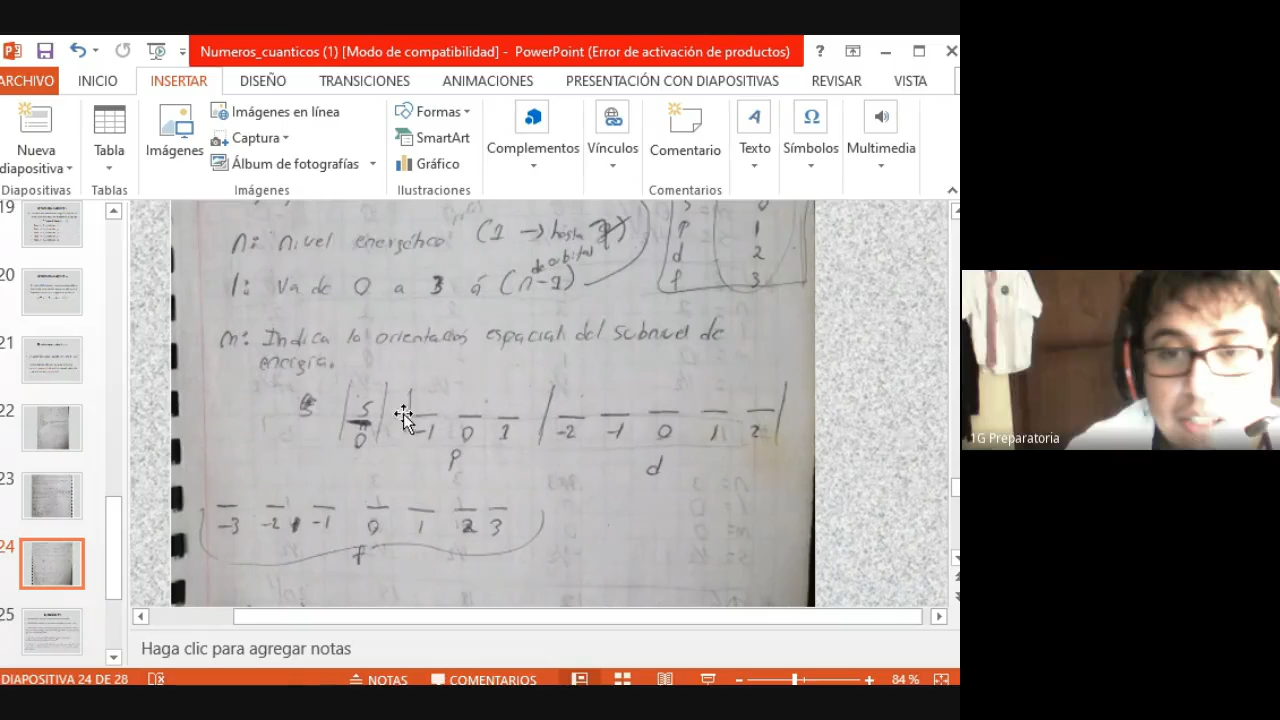 Numeros_cuanticos (1) [Modo de compatibilidad] - PowerPoint (Error de activación de productos)
ARCHIVO INICIO INSERTAR DISEÑO TRANSICIONES ANIMACIONES PRESENTACIÓN CON DIAPOSITIVAS REVISAR VISTA
Nueva diapositiva
Tabla
Imágenes
Imágenes en línea
Captura
Álbum de fotografías
Formas
SmartArt
Gráfico
Complementos
Vínculos
Comentario
Texto
Símbolos
Multimedia
Diapositivas Tablas Imágenes Ilustraciones Comentarios
19
20
21
22
23
24
25
n: nivel energético (1 → hasta 7)
l: Va de 0 a 3 ó (n-1)
de orbital
s 0
p 1
d 2
f 3
m: Indica la orientación espacial del subnivel de
energía.
s
0
-1 0 1
p
-2 -1 0 1 2
d
-3 -2 -1 0 1 2 3
f
Haga clic para agregar notas
DIAPOSITIVA 24 DE 28 NOTAS COMENTARIOS 84 %
1G Preparatoria